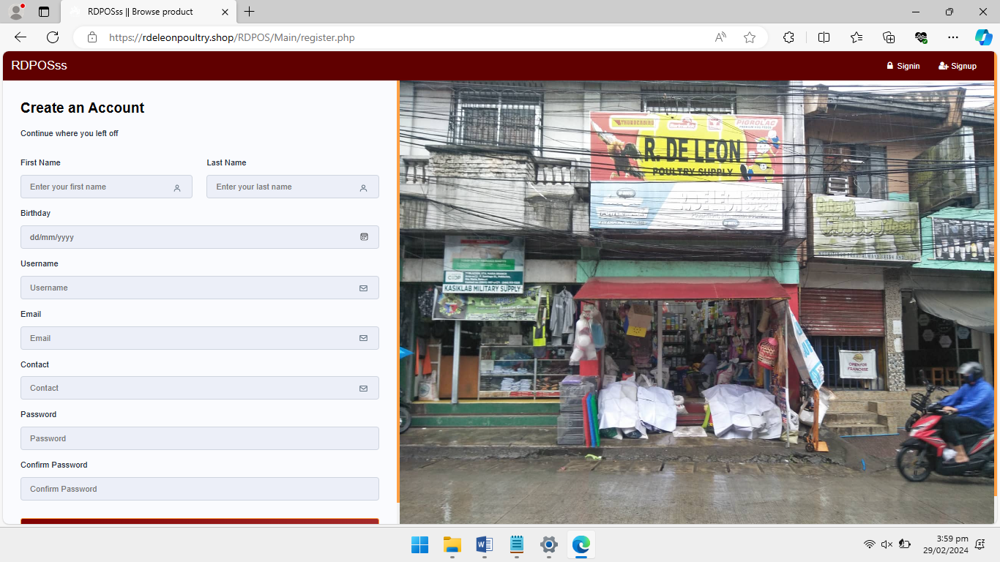 RDPOSss || Browse product
https://rdeleonpoultry.shop/RDPOS/Main/register.php
RDPOSss
Signin
Signup
Create an Account
Continue where you left off
First Name
Last Name
Enter your first name
Enter your last name
Birthday
dd/mm/yyyy
Username
Username
Email
Email
Contact
Contact
Password
Password
Confirm Password
Confirm Password
THUNDERBIRD
PIGROLAC
R. DE LEON
POULTRY SUPPLY
KASIKLAB MILITARY SUPPLY
OPEN FOR
FRANCHISE
3:59 pm
29/02/2024